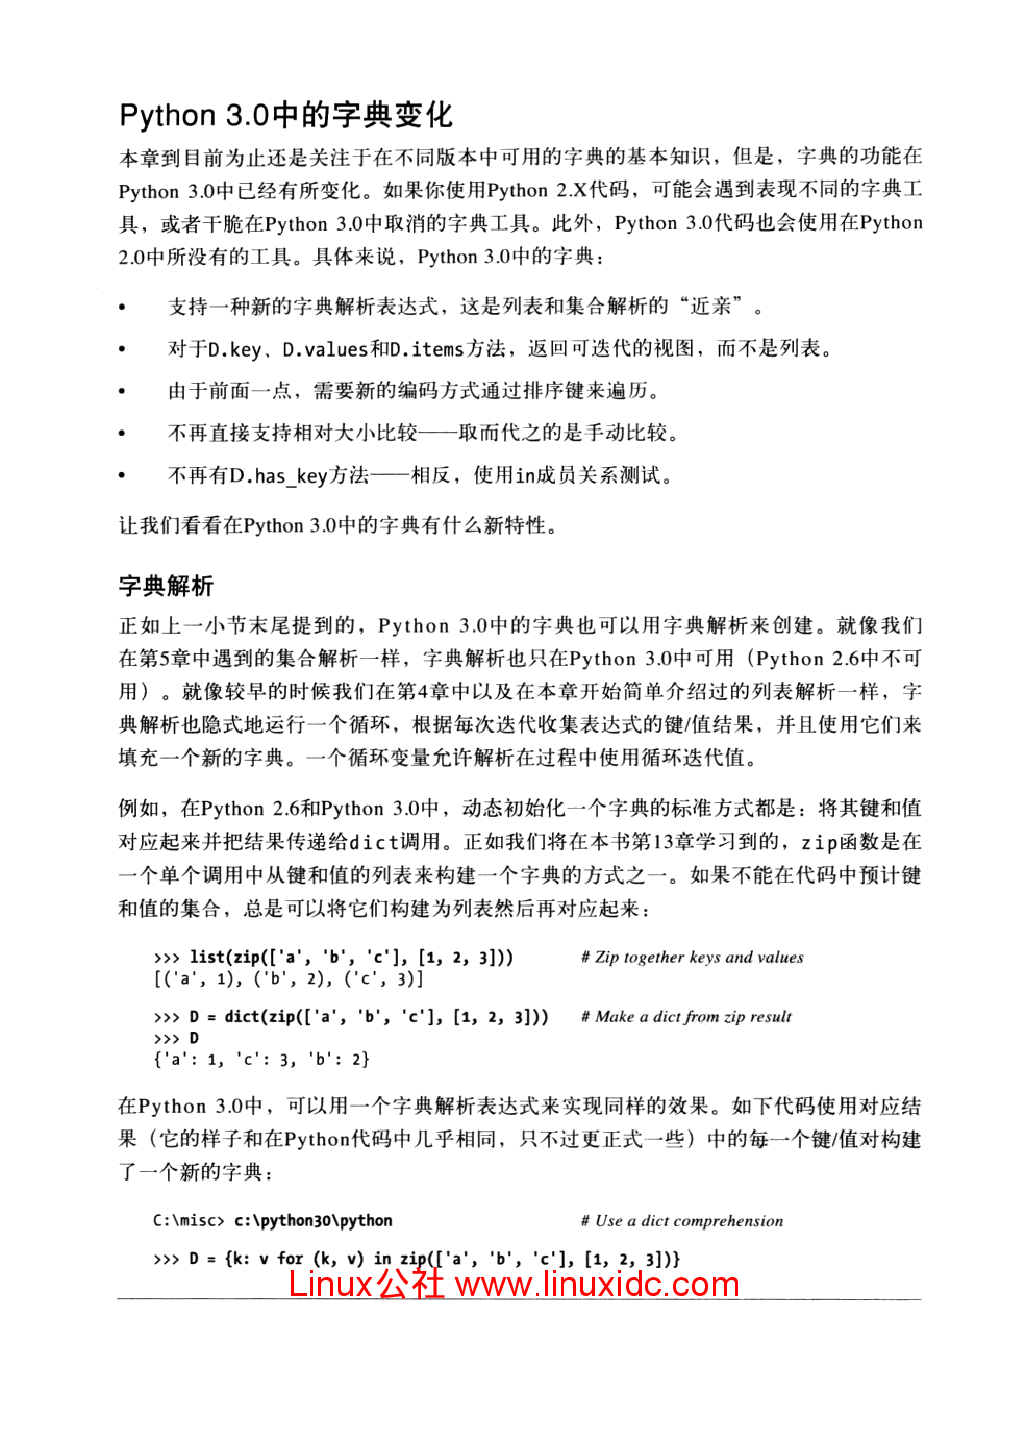 Python 3.0中的字典变化
本章到目前为止还是关注于在不同版本中可用的字典的基本知识，但是，字典的功能在
Python 3.0中已经有所变化。如果你使用Python 2.X代码，可能会遇到表现不同的字典工
具，或者干脆在Python 3.0中取消的字典工具。此外，Python 3.0代码也会使用在Python
2.0中所没有的工具。具体来说，Python 3.0中的字典：
• 支持一种新的字典解析表达式，这是列表和集合解析的“近亲”。
• 对于D.key、D.values和D.items方法，返回可迭代的视图，而不是列表。
• 由于前面一点，需要新的编码方式通过排序键来遍历。
• 不再直接支持相对大小比较——取而代之的是手动比较。
• 不再有D.has_key方法——相反，使用in成员关系测试。
让我们看看在Python 3.0中的字典有什么新特性。
字典解析
正如上一小节末尾提到的，Python 3.0中的字典也可以用字典解析来创建。就像我们
在第5章中遇到的集合解析一样，字典解析也只在Python 3.0中可用（Python 2.6中不可
用）。就像较早的时候我们在第4章中以及在本章开始简单介绍过的列表解析一样，字
典解析也隐式地运行一个循环，根据每次迭代收集表达式的键/值结果，并且使用它们来
填充一个新的字典。一个循环变量允许解析在过程中使用循环迭代值。
例如，在Python 2.6和Python 3.0中，动态初始化一个字典的标准方式都是：将其键和值
对应起来并把结果传递给dict调用。正如我们将在本书第13章学习到的，zip函数是在
一个单个调用中从键和值的列表来构建一个字典的方式之一。如果不能在代码中预计键
和值的集合，总是可以将它们构建为列表然后再对应起来：
>>> list(zip(['a', 'b', 'c'], [1, 2, 3])) # Zip together keys and values
[('a', 1), ('b', 2), ('c', 3)]
>>> D = dict(zip(['a', 'b', 'c'], [1, 2, 3])) # Make a dict from zip result
>>> D
{'a': 1, 'c': 3, 'b': 2}
在Python 3.0中，可以用一个字典解析表达式来实现同样的效果。如下代码使用对应结
果（它的样子和在Python代码中几乎相同，只不过更正式一些）中的每一个键/值对构建
了一个新的字典：
C:\misc> c:\python30\python # Use a dict comprehension
>>> D = {k: v for (k, v) in zip(['a', 'b', 'c'], [1, 2, 3])}
Linux公社 www.linuxidc.com